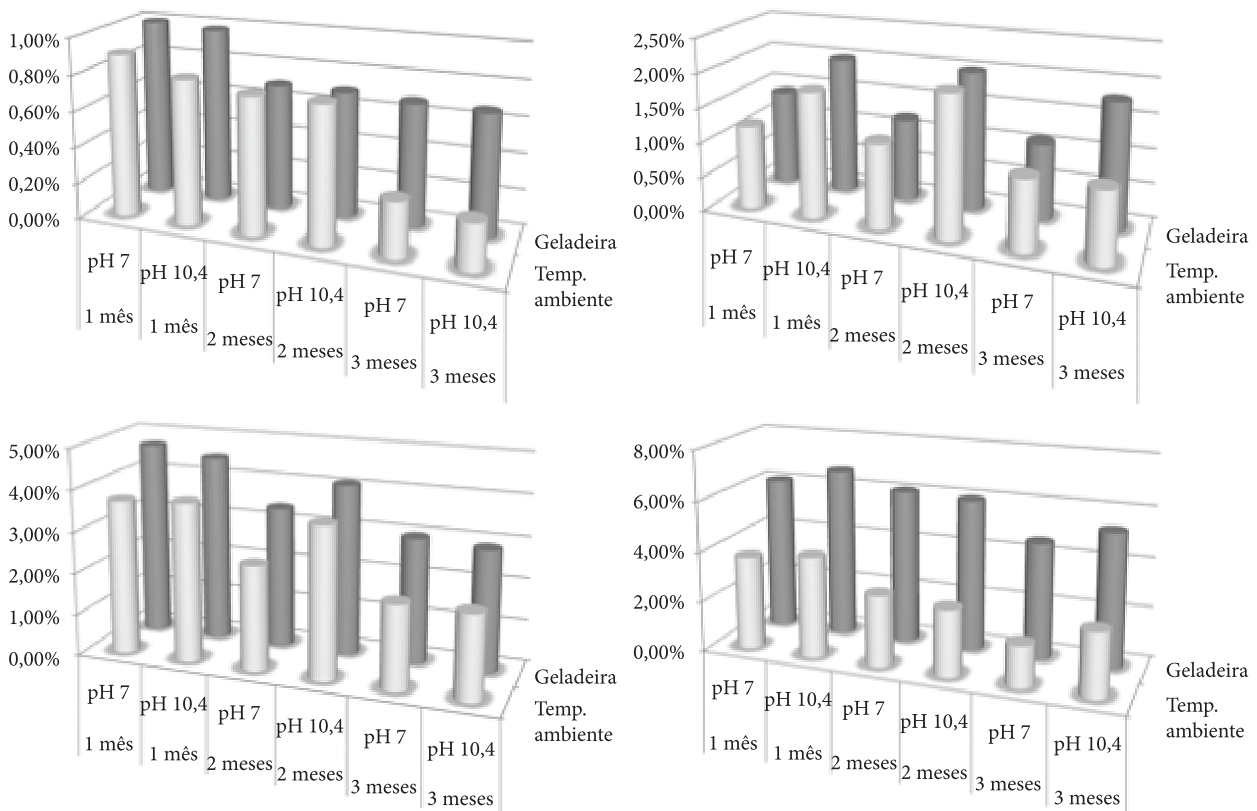 1,00%
0,80%
0,60%
0,40%
0,20%
0,00%
pH 7
pH 10,4
pH 7
pH 10,4
pH 7
pH 10,4
1 mês
1 mês
2 meses
2 meses
3 meses
3 meses
Geladeira
Temp.
ambiente
2,50%
2,00%
1,50%
1,00%
0,50%
0,00%
pH 7
pH 10,4
pH 7
pH 10,4
pH 7
pH 10,4
1 mês
1 mês
2 meses
2 meses
3 meses
3 meses
Geladeira
Temp.
ambiente
5,00%
4,00%
3,00%
2,00%
1,00%
0,00%
pH 7
pH 10,4
pH 7
pH 10,4
pH 7
pH 10,4
1 mês
1 mês
2 meses
2 meses
3 meses
3 meses
Geladeira
Temp.
ambiente
8,00%
6,00%
4,00%
2,00%
0,00%
pH 7
pH 10,4
pH 7
pH 10,4
pH 7
pH 10,4
1 mês
1 mês
2 meses
2 meses
3 meses
3 meses
Geladeira
Temp.
ambiente